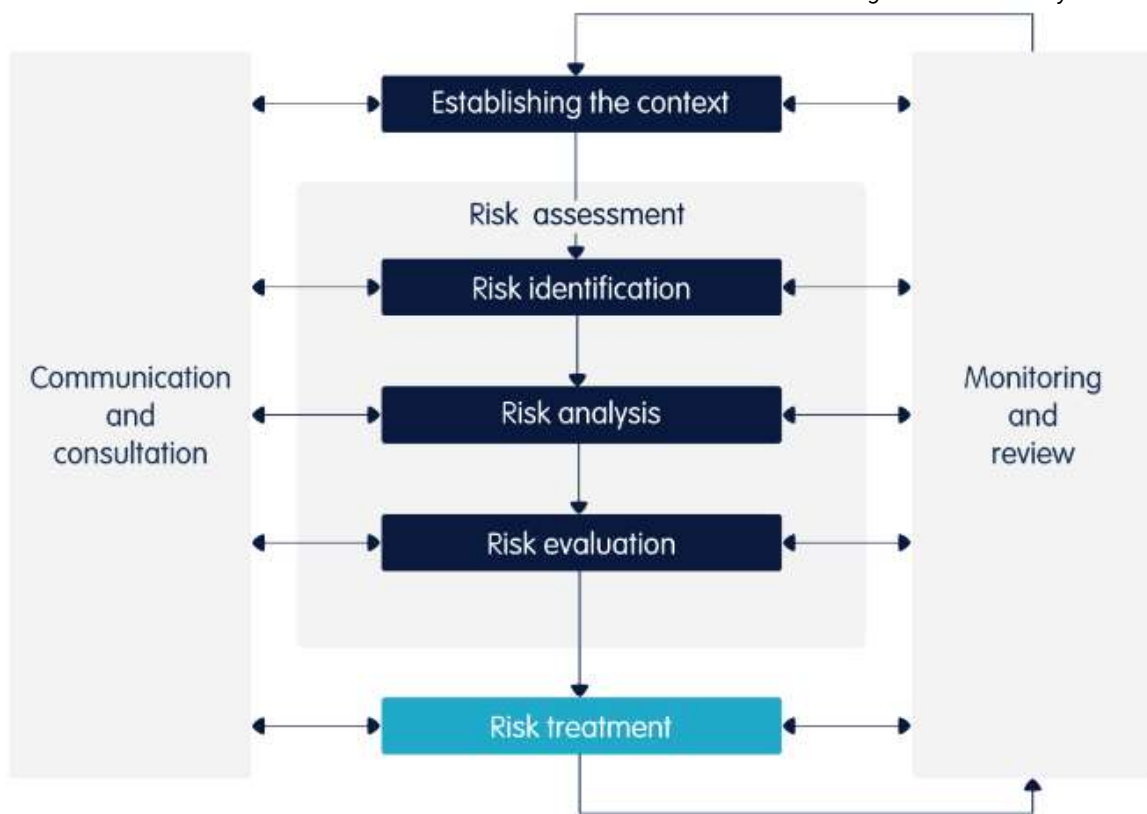 Establishing the context
Risk assessment
Risk identification
Risk analysis
Risk evaluation
Risk treatment
Communication
and
consultation
Monitoring
and
review